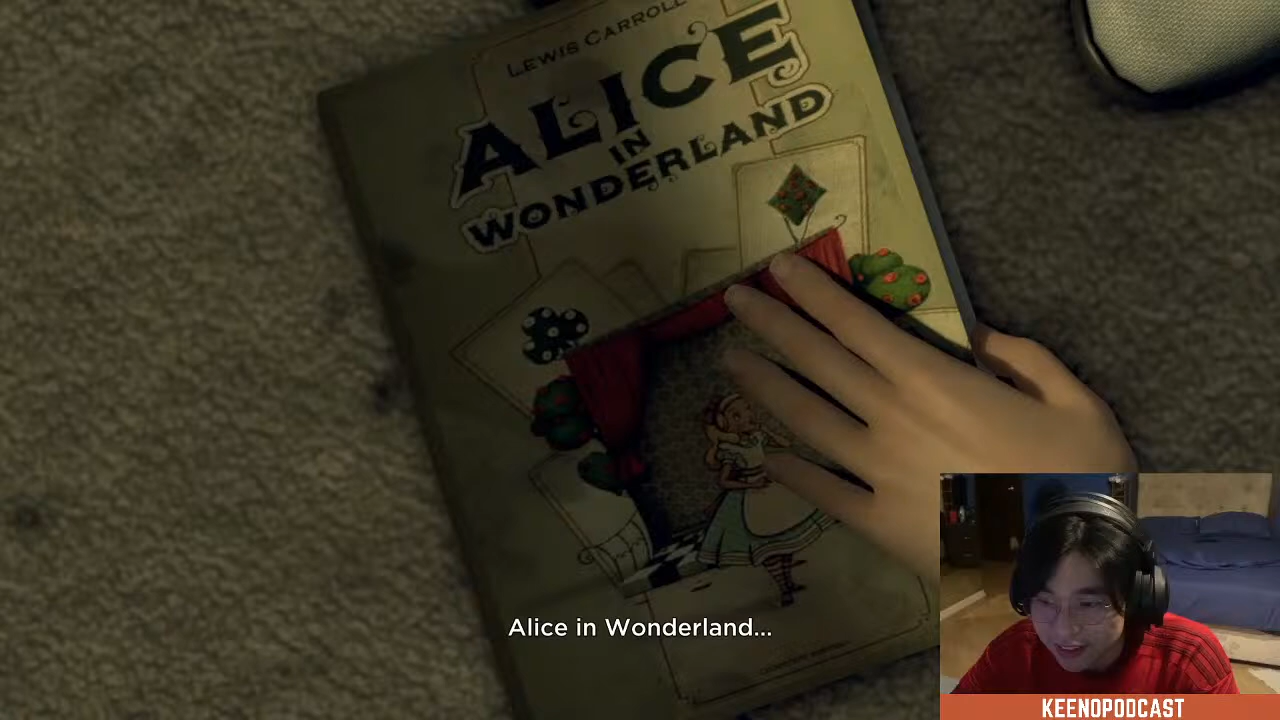 LEWIS CARROLL
ALICE
IN
WONDERLAND
Alice in Wonderland...
KEENOPODCAST